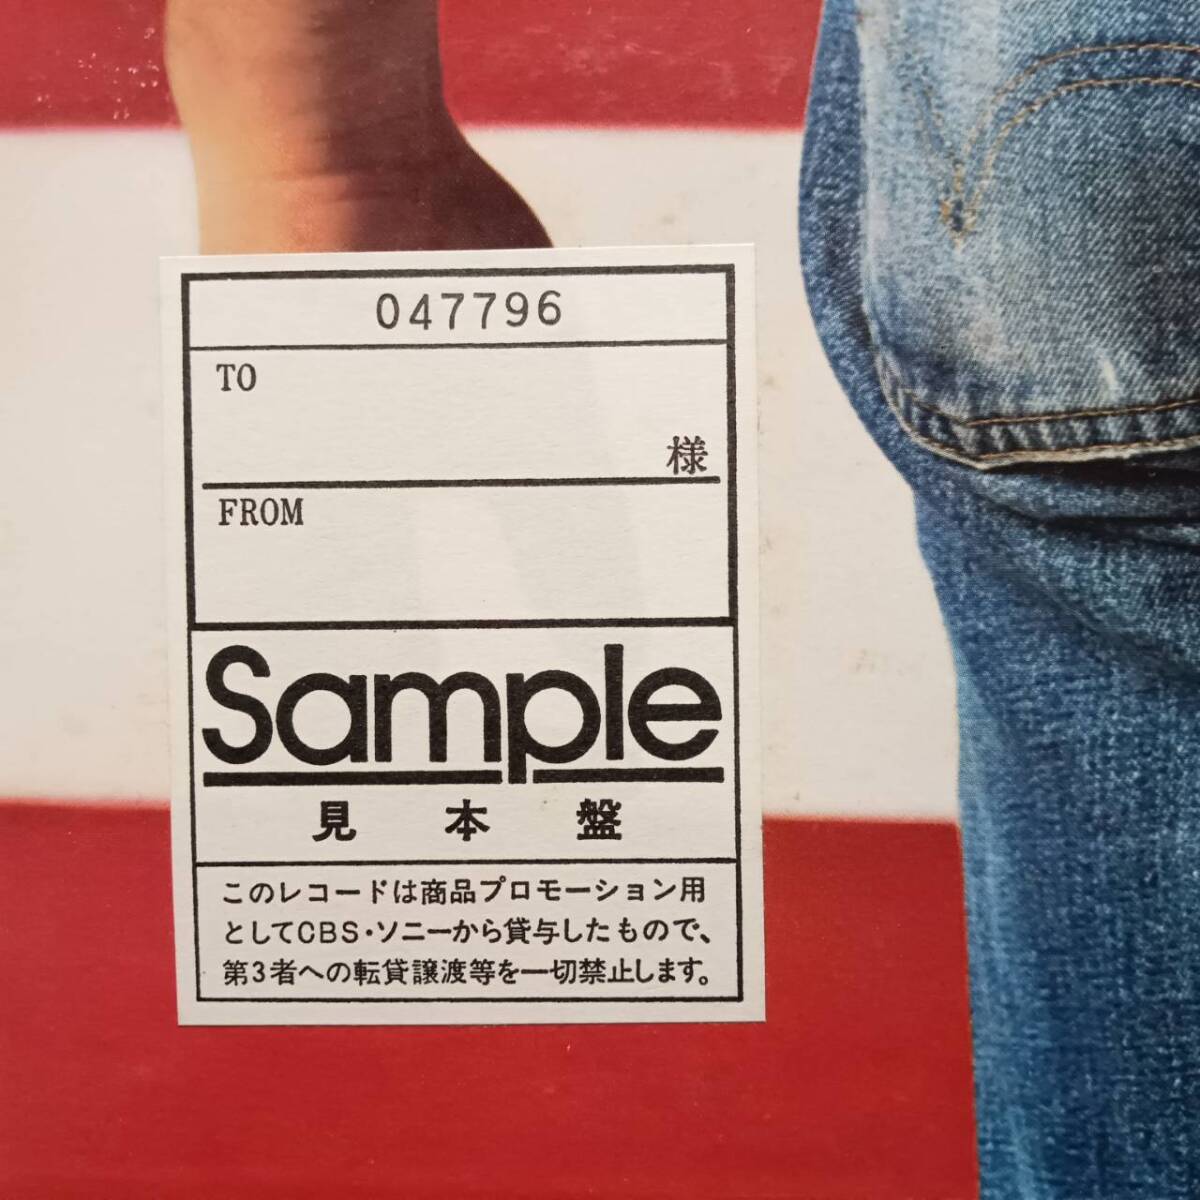 047796
TO
様
FROM
Sample
見本盤
このレコードは商品プロモーション用
としてCBS・ソニーから貸与したもので、
第3者への転貸譲渡等を一切禁止します。